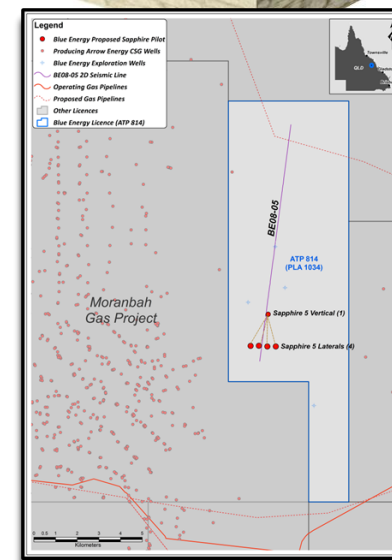 Legend
Blue Energy Proposed Sapphire Pilot
Producing Arrow Energy CSG Wells
Blue Energy Exploration Wells
BE08-05 2D Seismic Line
Operating Gas Pipelines
Proposed Gas Pipelines
Other Licences
Blue Energy Licence (ATP 814)
Townsville
QLD
BE08-05
ATP 814
(PLA 1034)
Moranbah
Gas Project
Sapphire 5 Vertical (1)
Sapphire 5 Laterals (4)
Kilometers